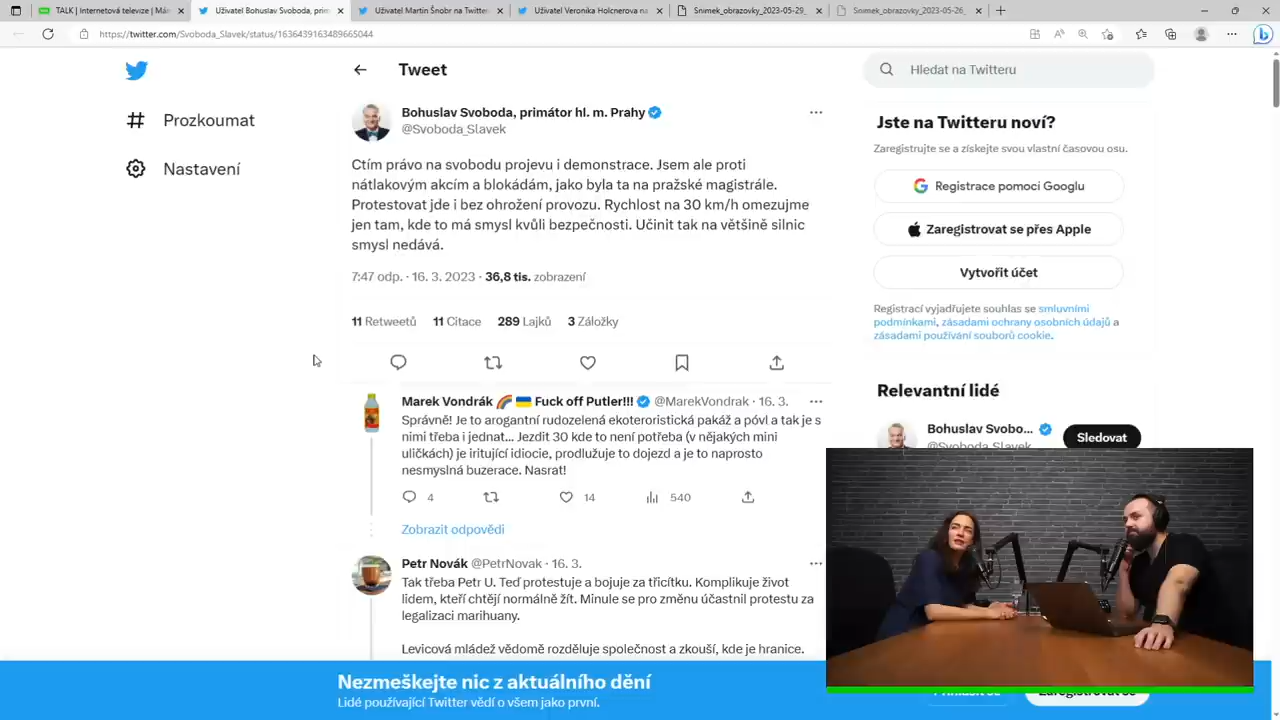 TALK | Internetová televize | Má
Uživatel Bohuslav Svoboda, prim
Uživatel Martin Šnobr na Twitteru
Uživatel Veronika Holcnerova na
Snímek_obrazovky_2023-05-29_
Snímek_obrazovky_2023-05-26_
https://twitter.com/Svoboda_Slavek/status/1636439163489665044
Prozkoumat
Nastavení
Tweet
Bohuslav Svoboda, primátor hl. m. Prahy
@Svoboda_Slavek
Ctím právo na svobodu projevu i demonstrace. Jsem ale proti
nátlakovým akcím a blokádám, jako byla ta na pražské magistrále.
Protestovat jde i bez ohrožení provozu. Rychlost na 30 km/h omezujme
jen tam, kde to má smysl kvůli bezpečnosti. Učinit tak na většině silnic
smysl nedává.
7:47 odp. · 16. 3. 2023 · 36,8 tis. zobrazení
11 Retweetů 11 Citace 289 Lajků 3 Záložky
Marek Vondrák 🌈 🇺🇦 Fuck off Putler!!! @MarekVondrak · 16. 3.
Správně! Je to arogantní rudozelená ekoteroristická pakáž a póvl a tak je s
nimi třeba i jednat... Jezdit 30 kde to není potřeba (v nějakých mini
uličkách) je iritující idiocie, prodlužuje to dojezd a je to naprosto
nesmyslná buzerace. Nasrat!
4 14 540
Zobrazit odpovědi
Petr Novák @PetrNovak · 16. 3.
Tak třeba Petr U. Teď protestuje a bojuje za třicítku. Komplikuje život
lidem, kteří chtějí normálně žít. Minule se pro změnu účastnil protestu za
legalizaci marihuany.
Levicová mládež vědomě rozděluje společnost a zkouší, kde je hranice.
Hledat na Twitteru
Jste na Twitteru noví?
Zaregistrujte se a získejte svou vlastní časovou osu.
Registrace pomocí Googlu
Zaregistrovat se přes Apple
Vytvořit účet
Registrací vyjadřujete souhlas se smluvními
podmínkami, zásadami ochrany osobních údajů a
zásadami používání souborů cookie.
Relevantní lidé
Bohuslav Svobo...
@Svoboda_Slavek
Sledovat
Nezmeškejte nic z aktuálního dění
Lidé používající Twitter vědí o všem jako první.
Přihlásit se
Zaregistrovat se